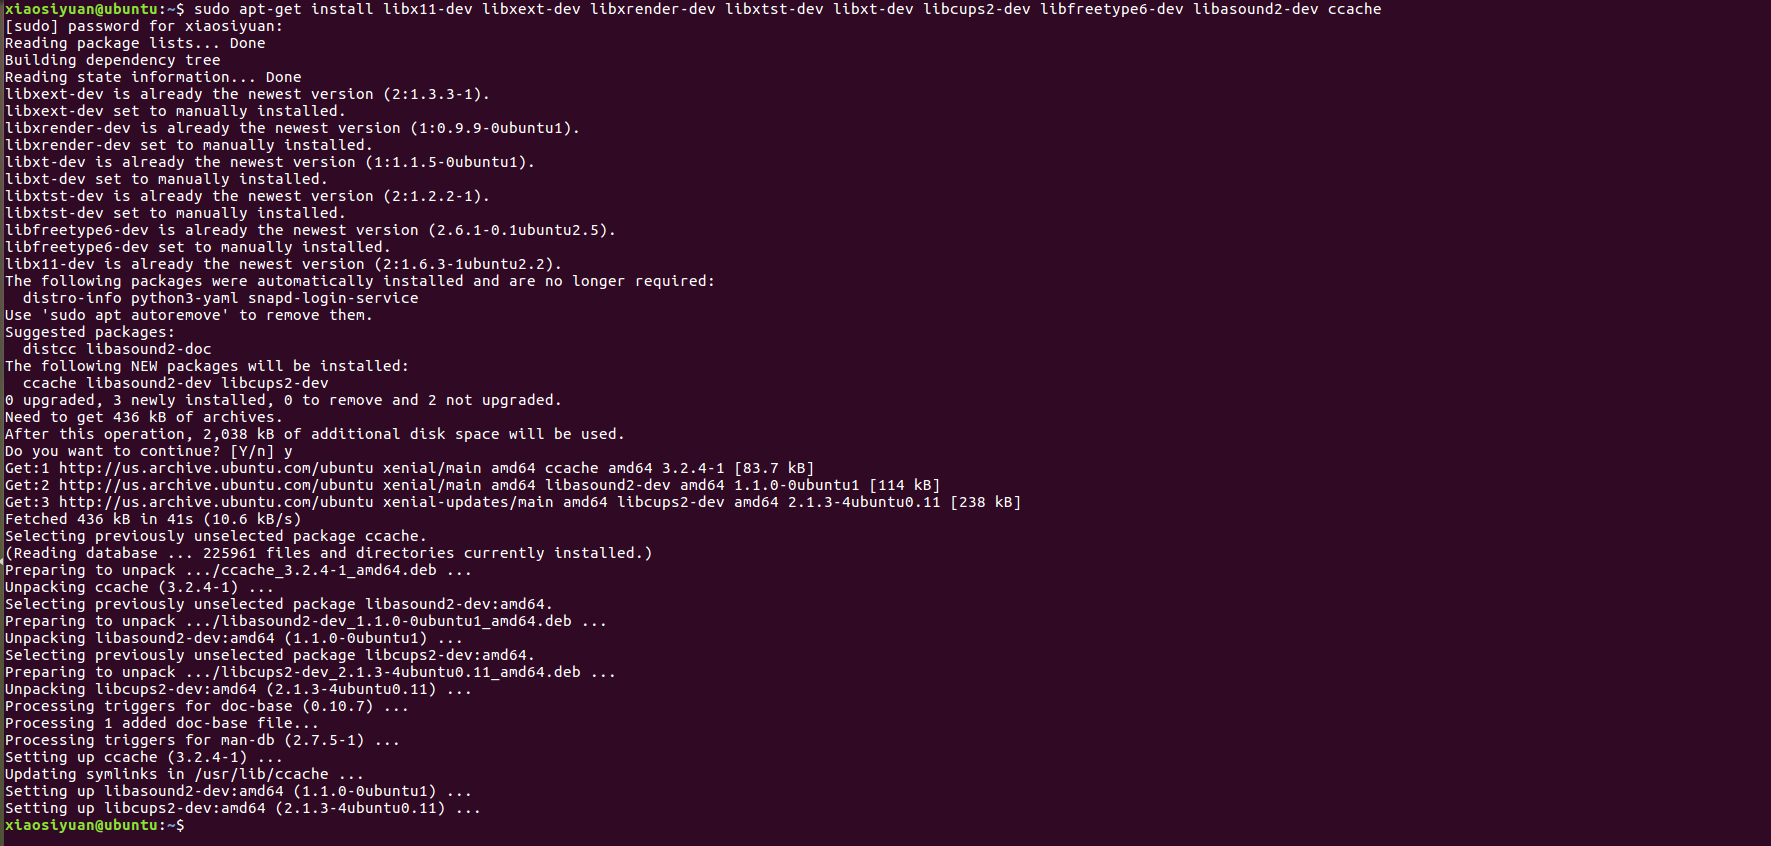 xiaosiyuan@ubuntu:~$ sudo apt-get install libx11-dev libxext-dev libxrender-dev libxtst-dev libxt-dev libcups2-dev libfreetype6-dev libasound2-dev ccache
[sudo] password for xiaosiyuan:
Reading package lists... Done
Building dependency tree
Reading state information... Done
libxext-dev is already the newest version (2:1.3.3-1).
libxext-dev set to manually installed.
libxrender-dev is already the newest version (1:0.9.9-0ubuntu1).
libxrender-dev set to manually installed.
libxt-dev is already the newest version (1:1.1.5-0ubuntu1).
libxt-dev set to manually installed.
libxtst-dev is already the newest version (2:1.2.2-1).
libxtst-dev set to manually installed.
libfreetype6-dev is already the newest version (2.6.1-0.1ubuntu2.5).
libfreetype6-dev set to manually installed.
libx11-dev is already the newest version (2:1.6.3-1ubuntu2.2).
The following packages were automatically installed and are no longer required:
  distro-info python3-yaml snapd-login-service
Use 'sudo apt autoremove' to remove them.
Suggested packages:
  distcc libasound2-doc
The following NEW packages will be installed:
  ccache libasound2-dev libcups2-dev
0 upgraded, 3 newly installed, 0 to remove and 2 not upgraded.
Need to get 436 kB of archives.
After this operation, 2,038 kB of additional disk space will be used.
Do you want to continue? [Y/n] y
Get:1 http://us.archive.ubuntu.com/ubuntu xenial/main amd64 ccache amd64 3.2.4-1 [83.7 kB]
Get:2 http://us.archive.ubuntu.com/ubuntu xenial/main amd64 libasound2-dev amd64 1.1.0-0ubuntu1 [114 kB]
Get:3 http://us.archive.ubuntu.com/ubuntu xenial-updates/main amd64 libcups2-dev amd64 2.1.3-4ubuntu0.11 [238 kB]
Fetched 436 kB in 41s (10.6 kB/s)
Selecting previously unselected package ccache.
(Reading database ... 225961 files and directories currently installed.)
Preparing to unpack .../ccache_3.2.4-1_amd64.deb ...
Unpacking ccache (3.2.4-1) ...
Selecting previously unselected package libasound2-dev:amd64.
Preparing to unpack .../libasound2-dev_1.1.0-0ubuntu1_amd64.deb ...
Unpacking libasound2-dev:amd64 (1.1.0-0ubuntu1) ...
Selecting previously unselected package libcups2-dev:amd64.
Preparing to unpack .../libcups2-dev_2.1.3-4ubuntu0.11_amd64.deb ...
Unpacking libcups2-dev:amd64 (2.1.3-4ubuntu0.11) ...
Processing triggers for doc-base (0.10.7) ...
Processing 1 added doc-base file...
Processing triggers for man-db (2.7.5-1) ...
Setting up ccache (3.2.4-1) ...
Updating symlinks in /usr/lib/ccache ...
Setting up libasound2-dev:amd64 (1.1.0-0ubuntu1) ...
Setting up libcups2-dev:amd64 (2.1.3-4ubuntu0.11) ...
xiaosiyuan@ubuntu:~$